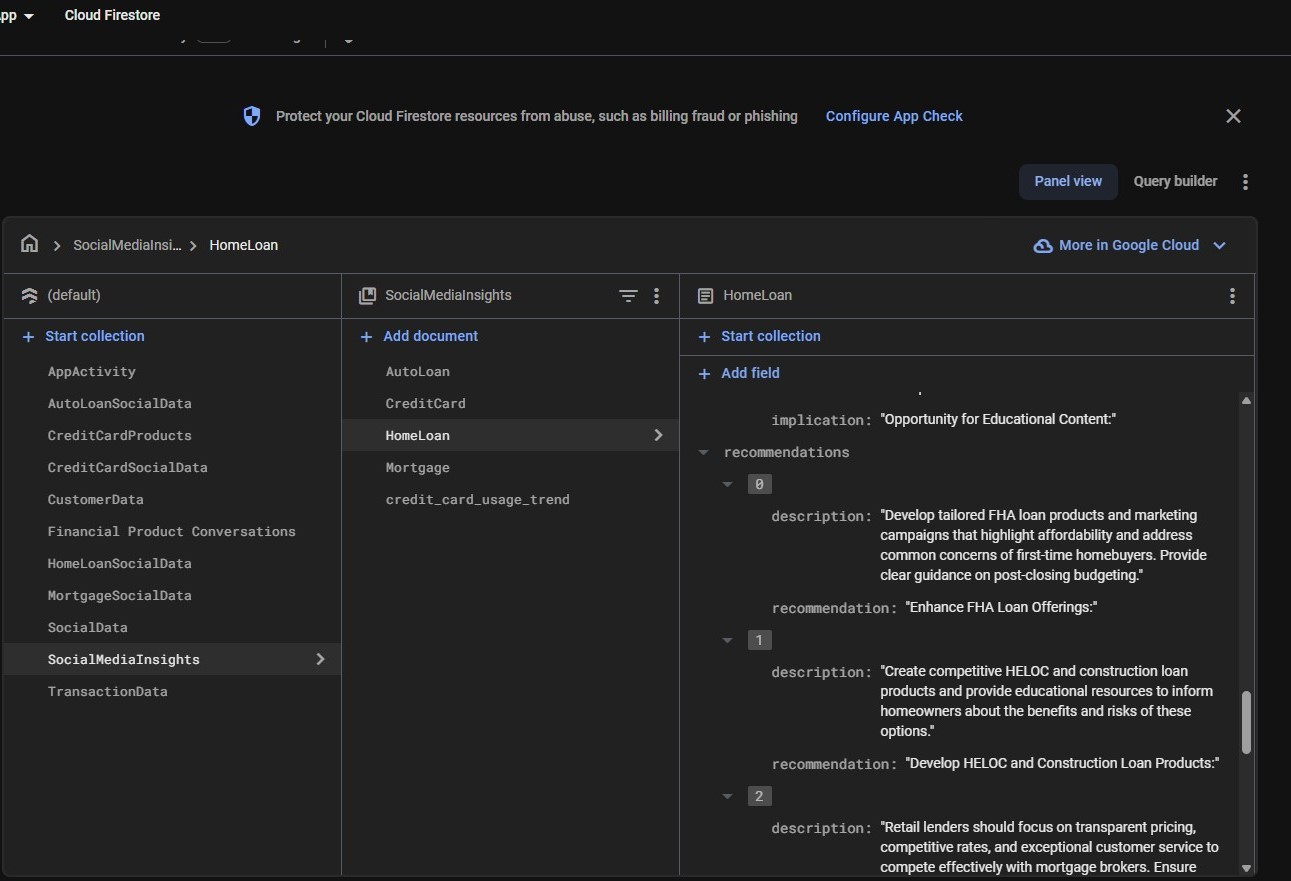 pp
Cloud Firestore
Protect your Cloud Firestore resources from abuse, such as billing fraud or phishing
Configure App Check
Panel view
Query builder
SocialMediaInsi...
HomeLoan
More in Google Cloud
(default)
Start collection
AppActivity
AutoLoanSocialData
CreditCardProducts
CreditCardSocialData
CustomerData
Financial Product Conversations
HomeLoanSocialData
MortgageSocialData
SocialData
SocialMediaInsights
TransactionData
SocialMediaInsights
Add document
AutoLoan
CreditCard
HomeLoan
Mortgage
credit_card_usage_trend
HomeLoan
Start collection
Add field
implication: "Opportunity for Educational Content:"
recommendations
0
description: "Develop tailored FHA loan products and marketing
campaigns that highlight affordability and address
common concerns of first-time homebuyers. Provide
clear guidance on post-closing budgeting."
recommendation: "Enhance FHA Loan Offerings:"
1
description: "Create competitive HELOC and construction loan
products and provide educational resources to inform
homeowners about the benefits and risks of these
options."
recommendation: "Develop HELOC and Construction Loan Products:"
2
description: "Retail lenders should focus on transparent pricing,
competitive rates, and exceptional customer service to
compete effectively with mortgage brokers. Ensure